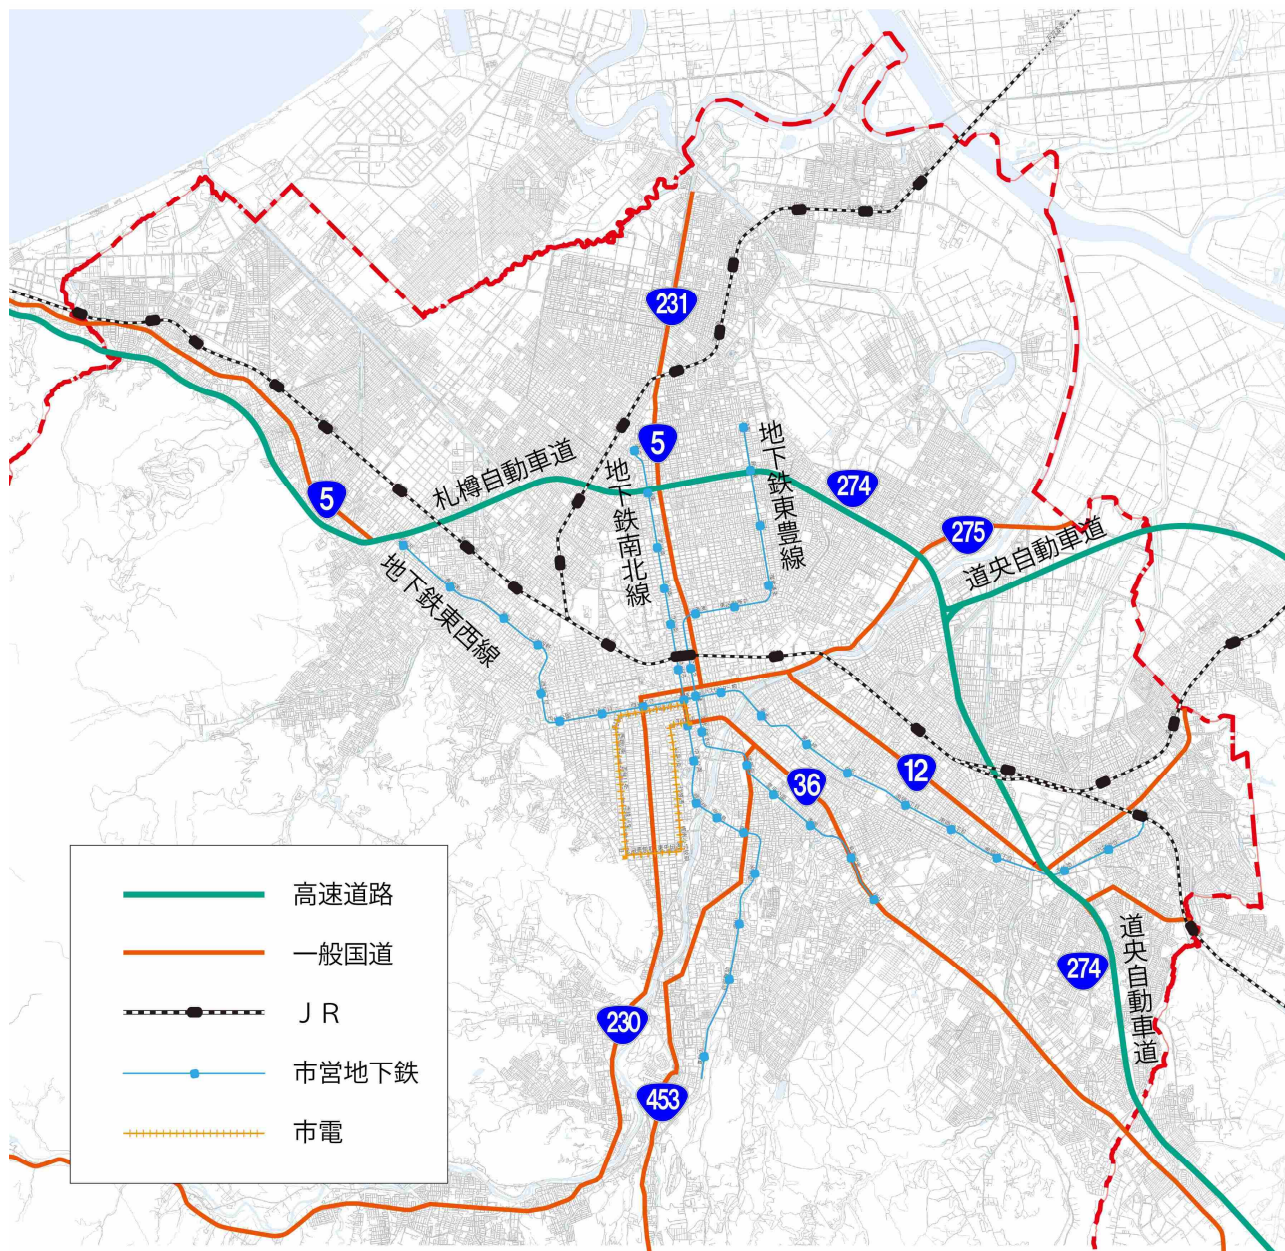 231
5
地下鉄東豊線
札樽自動車道
地下鉄南北線
274
5
275
道央自動車道
地下鉄東西線
12
36
高速道路
一般国道
道央自動車道
274
JR
230
市営地下鉄
453
市電